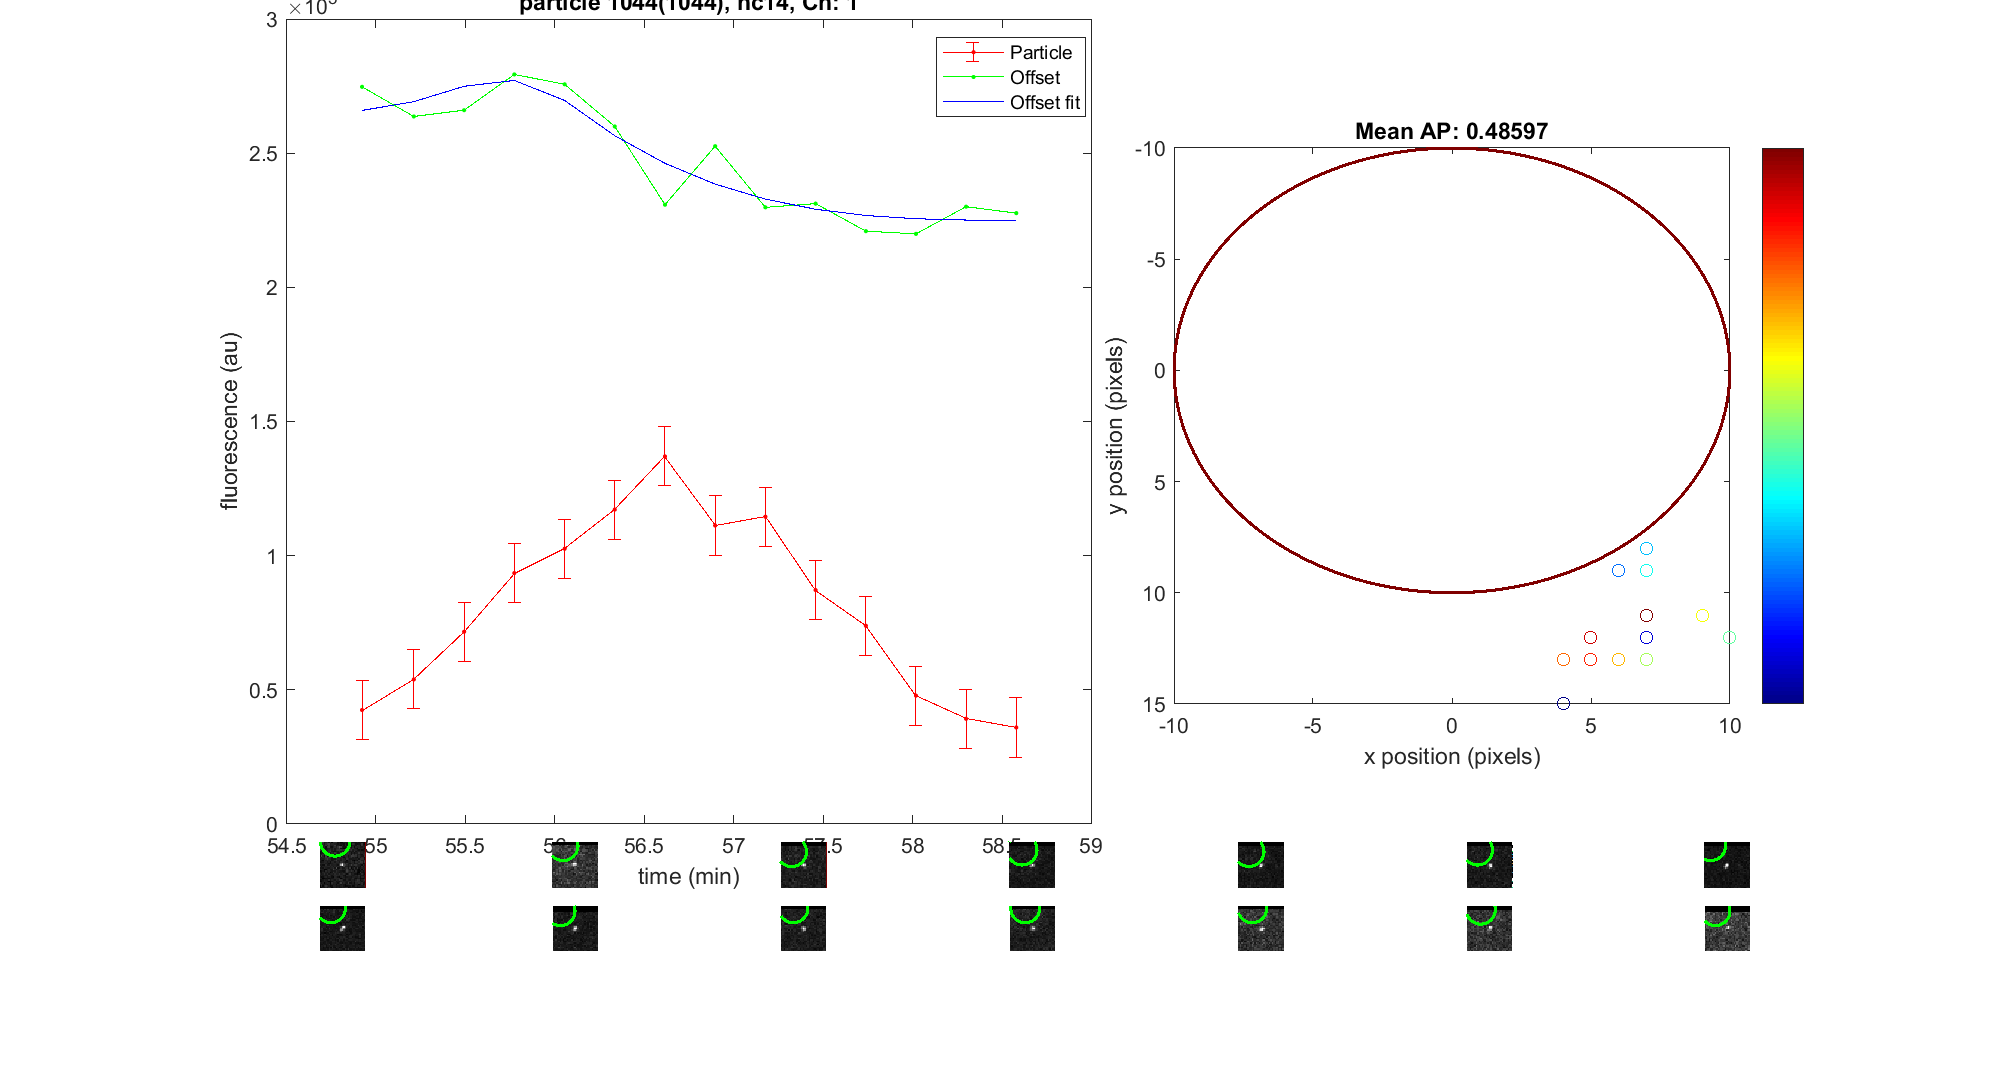 particle 1044(1044), nc14, Ch: 1
3
2.5
2
1.5
1
0.5
0
fluorescence (au)
Particle
Offset
Offset fit
54.5
55
55.5
56.5
57
58
59
time (min)
Mean AP: 0.48597
-10
-5
0
5
10
15
y position (pixels)
-10
-5
0
5
10
x position (pixels)